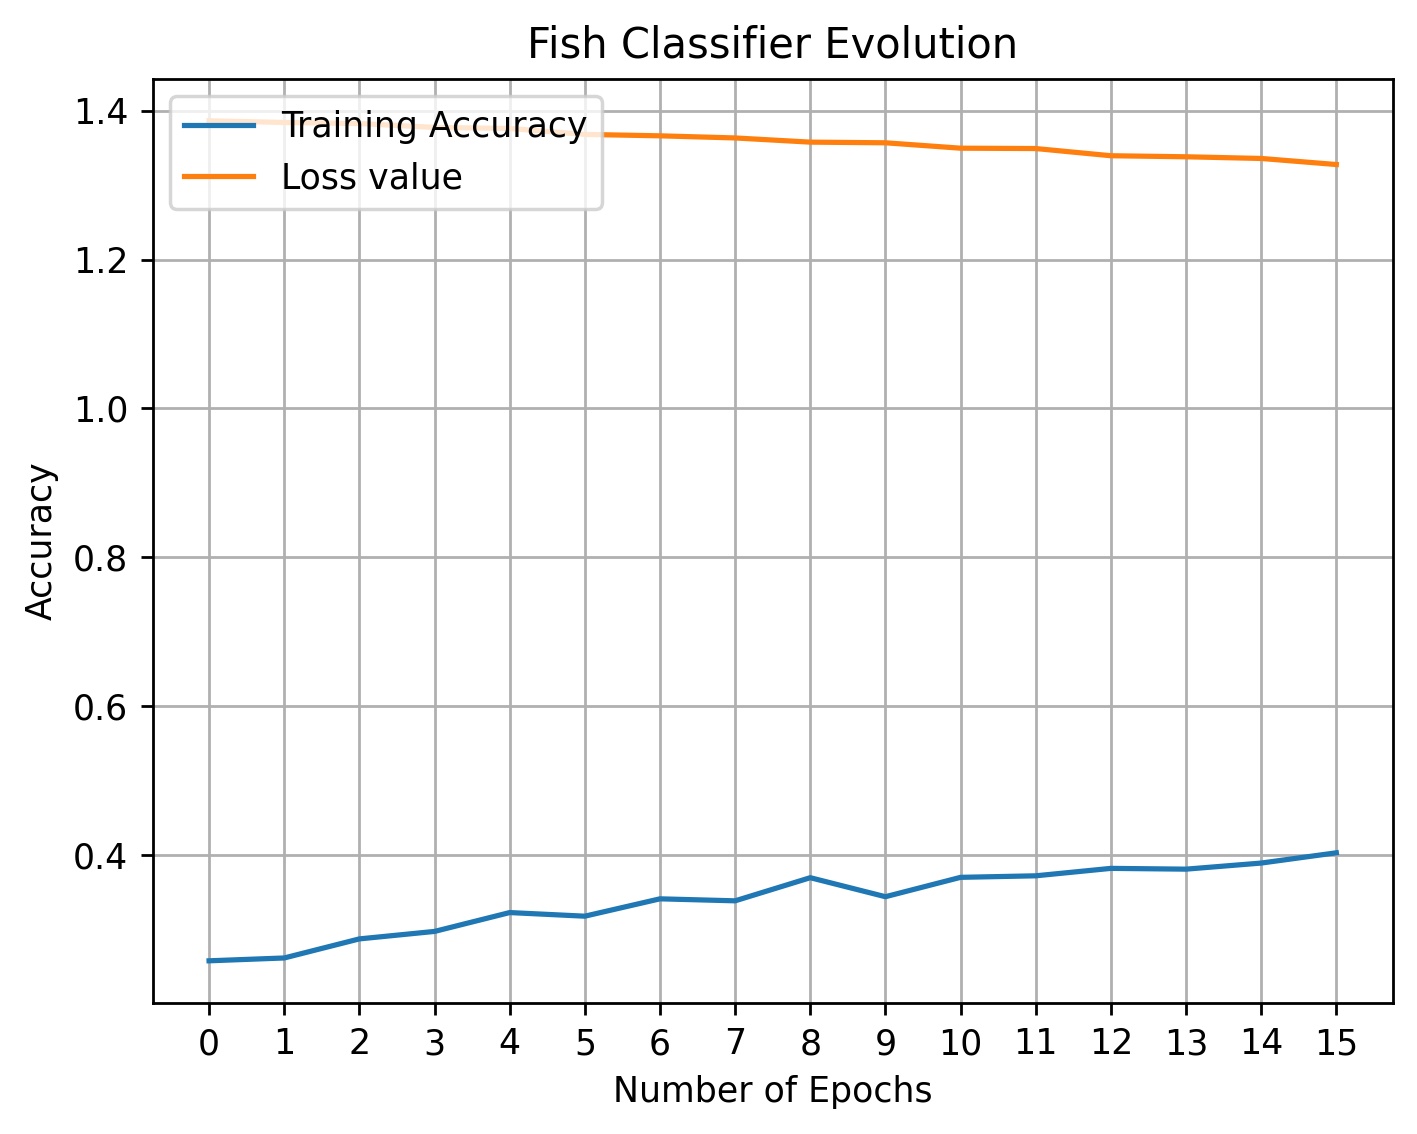 Fish Classifier Evolution
Training Accuracy
Loss value
1.4
1.2
1.0
0.8
0.6
0.4
Accuracy
0 1 2 3 4 5 6 7 8 9 10 11 12 13 14 15
Number of Epochs